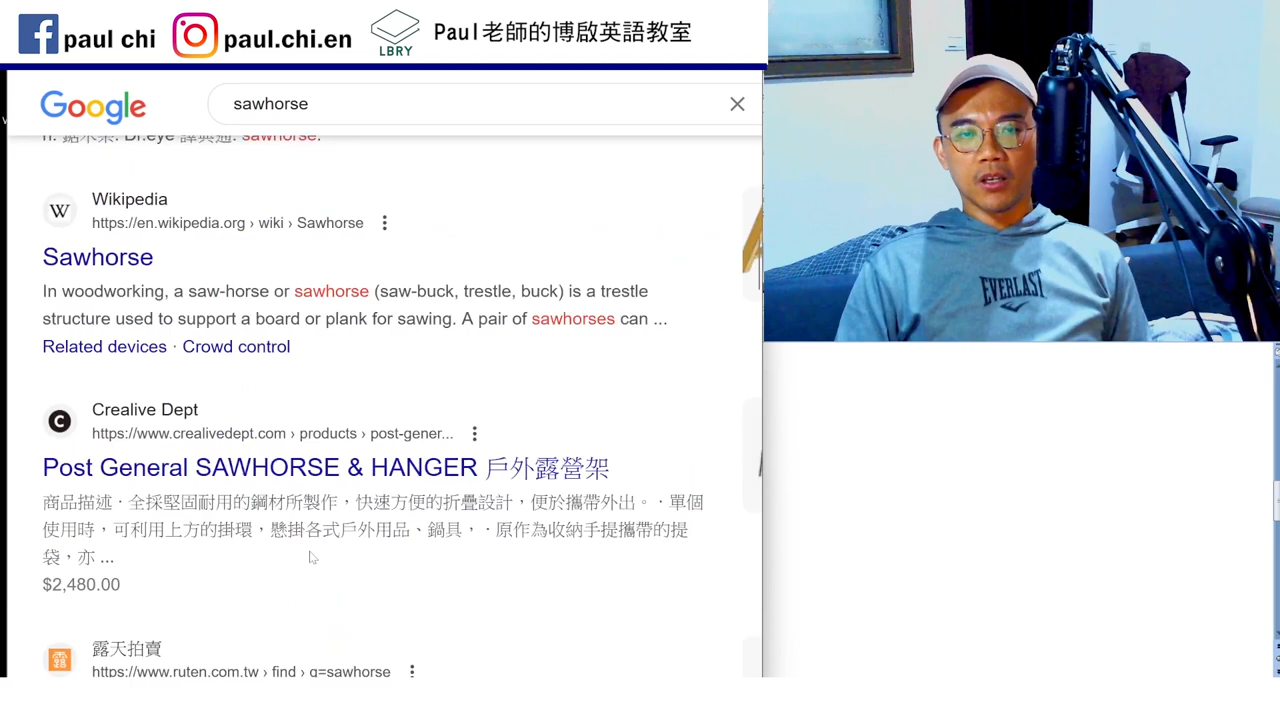 paul chi
paul.chi.en
LBRY
Paul老師的博啟英語教室
Google
sawhorse
sawhorse.
W
Wikipedia
https://en.wikipedia.org › wiki › Sawhorse
Sawhorse
In woodworking, a saw-horse or sawhorse (saw-buck, trestle, buck) is a trestle
structure used to support a board or plank for sawing. A pair of sawhorses can ...
Related devices · Crowd control
C
Crealive Dept
https://www.crealivedept.com › products › post-gener...
Post General SAWHORSE & HANGER 戶外露營架
商品描述 · 全採堅固耐用的鋼材所製作，快速方便的折疊設計，便於攜帶外出。 · 單個
使用時，可利用上方的掛環，懸掛各式戶外用品、鍋具， · 原作為收納手提攜帶的提
袋，亦 ...
$2,480.00
露
露天拍賣
https://www.ruten.com.tw › find › q=sawhorse
EVERLAST